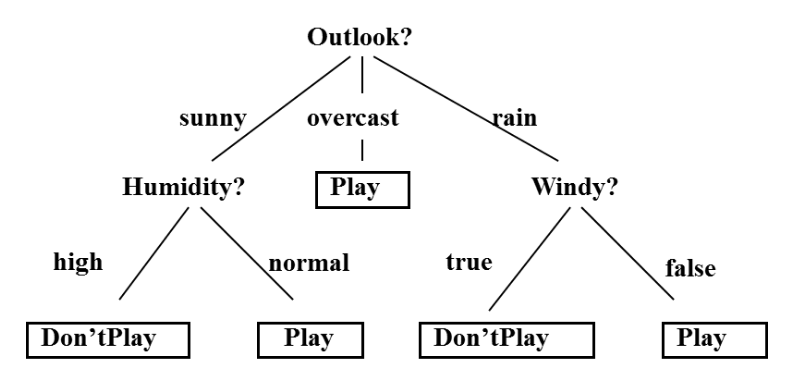 Outlook?
sunny overcast rain
Humidity? Play Windy?
high normal true false
Don'tPlay Play Don'tPlay Play